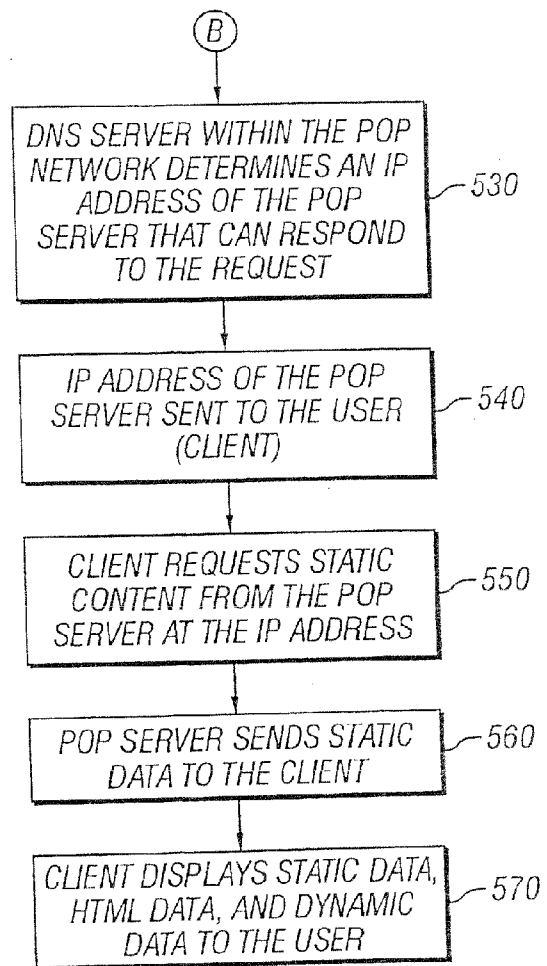 B
DNS SERVER WITHIN THE POP
NETWORK DETERMINES AN IP
ADDRESS OF THE POP
SERVER THAT CAN RESPOND
TO THE REQUEST
530
IP ADDRESS OF THE POP
SERVER SENT TO THE USER
(CLIENT)
540
CLIENT REQUESTS STATIC
CONTENT FROM THE POP
SERVER AT THE IP ADDRESS
550
POP SERVER SENDS STATIC
DATA TO THE CLIENT
560
CLIENT DISPLAYS STATIC DATA,
HTML DATA, AND DYNAMIC
DATA TO THE USER
570